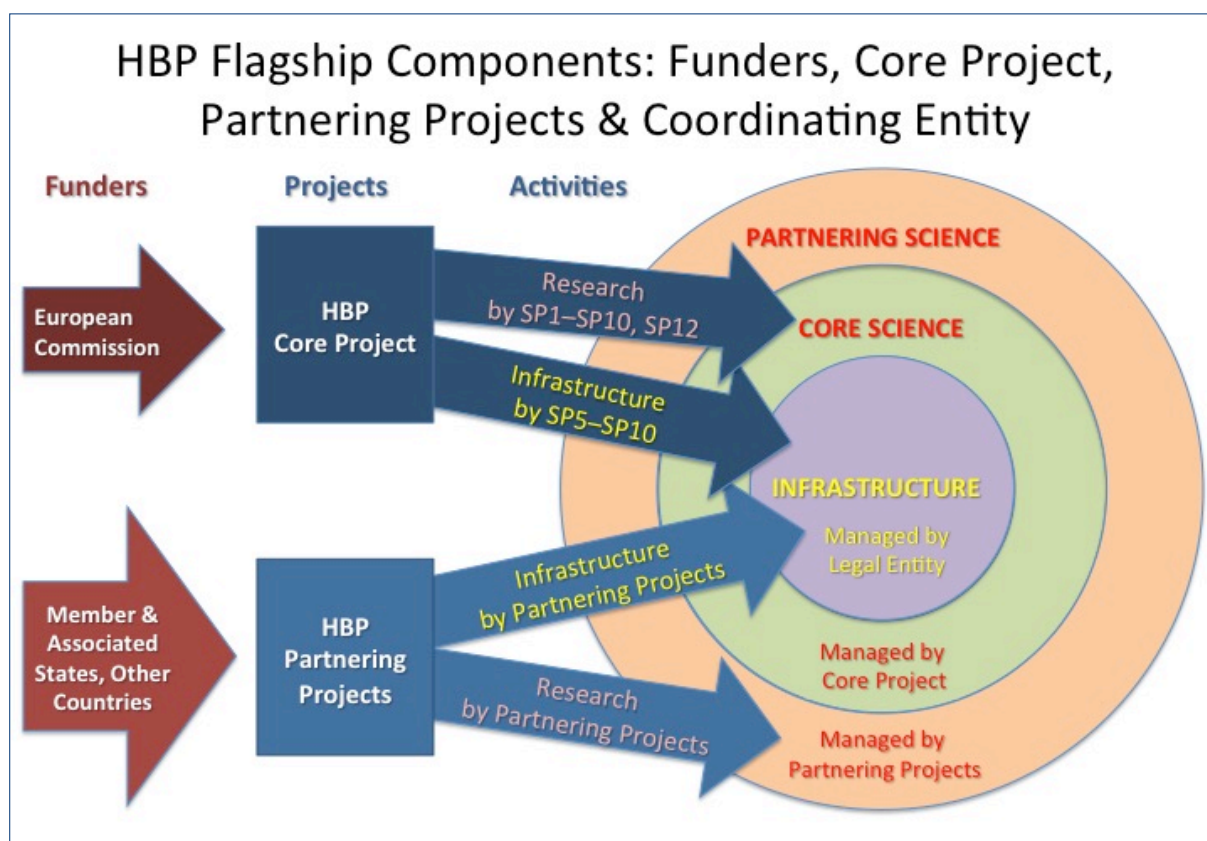 HBP Flagship Components: Funders, Core Project,
Partnering Projects & Coordinating Entity
Funders
Projects
Activities
European
Commission
HBP
Core Project
Research
by SP1–SP10, SP12
Infrastructure
by SP5–SP10
Member &
Associated
States, Other
Countries
HBP
Partnering
Projects
Infrastructure
by Partnering Projects
Research
by Partnering Projects
PARTNERING SCIENCE
CORE SCIENCE
INFRASTRUCTURE
Managed by
Legal Entity
Managed by
Core Project
Managed by
Partnering Projects